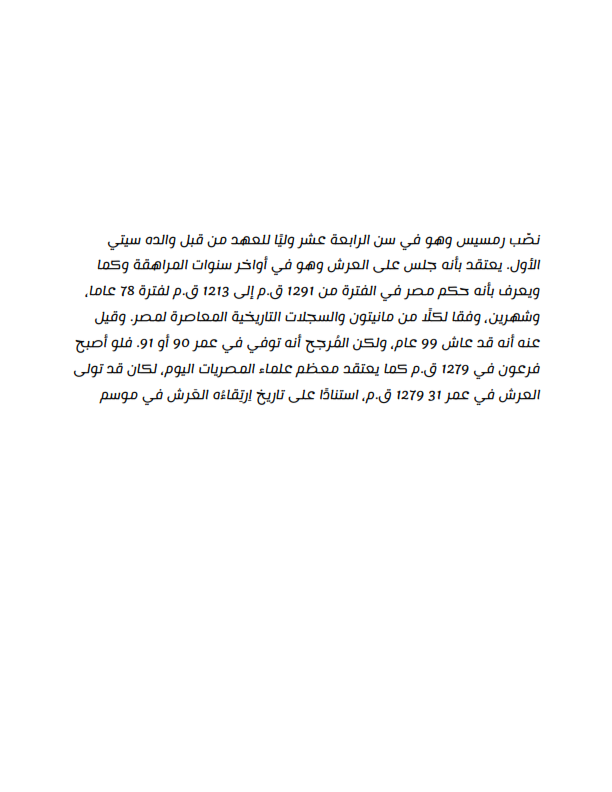 نصّب رمسيس وهو في سن الرابعة عشر وليًا للعهد من قبل والده سيتي
الأول. يعتقد بأنه جلس على العرش وهو في أواخر سنوات المراهقة وكما
ويعرف بأنه حكم مصر في الفترة من 1291 ق.م إلى 1213 ق.م لفترة 78 عاما،
وشهرين، وفقا لكلًا من مانيتون والسجلات التاريخية المعاصرة لمصر. وقيل
عنه أنه قد عاش 99 عام، ولكن المُرجح أنه توفي في عمر 90 أو 91. فلو أصبح
فرعون في 1279 ق.م كما يعتقد معظم علماء المصريات اليوم، لكان قد تولى
العرش في عمر 31 1279 ق.م، استنادًا على تاريخ اِرتِقاءُه العَرش في موسم